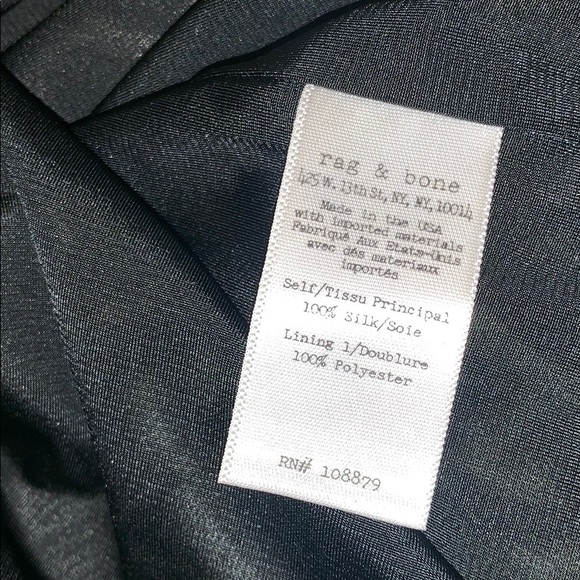 rag & bone
425 W. 13th St, NY, NY, 10014
Made in the USA
with imported materials
Fabriqué Aux Etats-Unis
avec dés materiaux
Importés
Self/Tissu Principal
100% Silk/Soie
Lining 1/Doublure
100% Polyester
RN# 108879